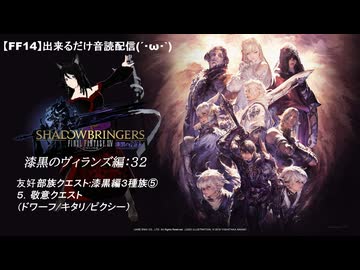 【FF14】出来るだけ音読配信(´･ω･`)
SHADOWBRINGERS
FINAL FANTASY XIV
漆黒のヴィランズ編:32
友好部族クエスト:漆黒編3種族⑤
5．敬意クエスト
(ドワーフ/キタリ/ピクシー)